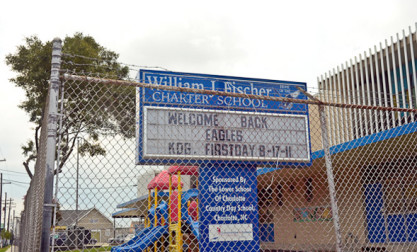 William J. Fischer
CHARTER SCHOOL
WELCOME BACK
EAGLES
KDG. FIRSTDAY 8-17-11
Sponsored By
The Lower School
Of Charlotte
Country Day School,
Charlotte, NC